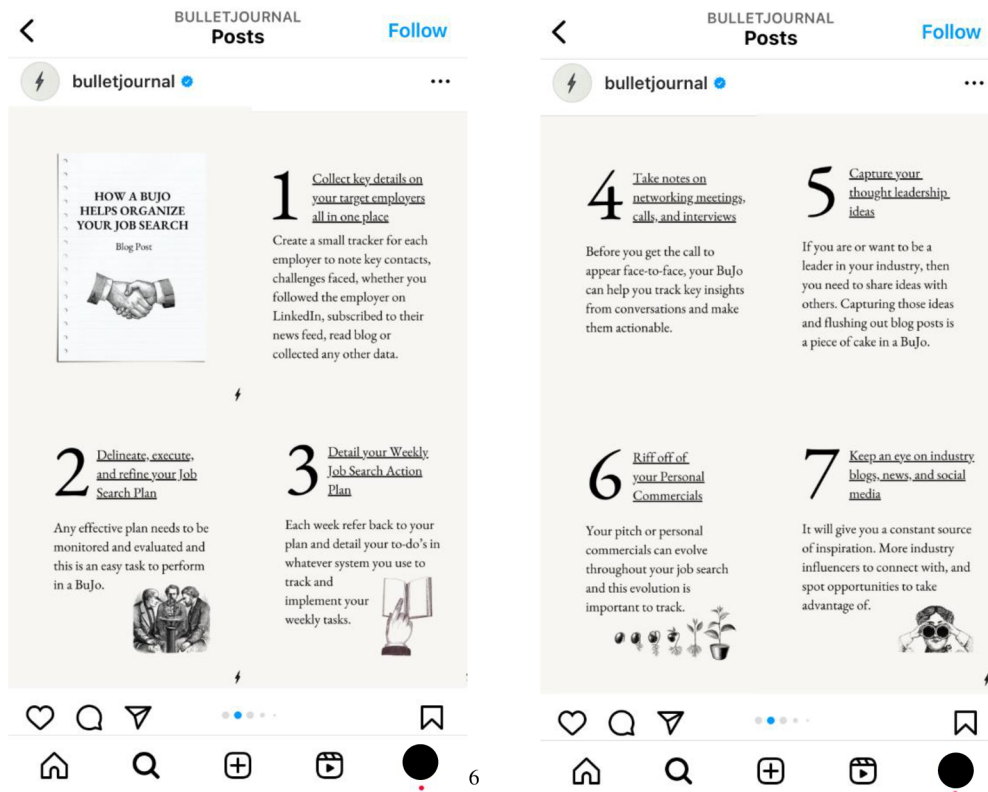 BULLETJOURNAL
Posts
Follow
bulletjournal
HOW A BUJO
HELPS ORGANIZE
YOUR JOB SEARCH
Blog Post
1
Collect key details on
your target employers
all in one place
Create a small tracker for each
employer to note key contacts,
challenges faced, whether you
followed the employer on
LinkedIn, subscribed to their
news feed, read blog or
collected any other data.
2
Delineate, execute,
and refine your Job
Search Plan
Any effective plan needs to be
monitored and evaluated and
this is an easy task to perform
in a BuJo.
3
Detail your Weekly
Job Search Action
Plan
Each week refer back to your
plan and detail your to-do's in
whatever system you use to
track and
implement your
weekly tasks.
6
BULLETJOURNAL
Posts
Follow
bulletjournal
4
Take notes on
networking meetings,
calls, and interviews
Before you get the call to
appear face-to-face, your BuJo
can help you track key insights
from conversations and make
them actionable.
5
Capture your
thought leadership
ideas
If you are or want to be a
leader in your industry, then
you need to share ideas with
others. Capturing those ideas
and flushing out blog posts is
a piece of cake in a BuJo.
6
Riff off of
your Personal
Commercials
Your pitch or personal
commercials can evolve
throughout your job search
and this evolution is
important to track.
7
Keep an eye on industry
blogs, news, and social
media
It will give you a constant source
of inspiration. More industry
influencers to connect with, and
spot opportunities to take
advantage of.